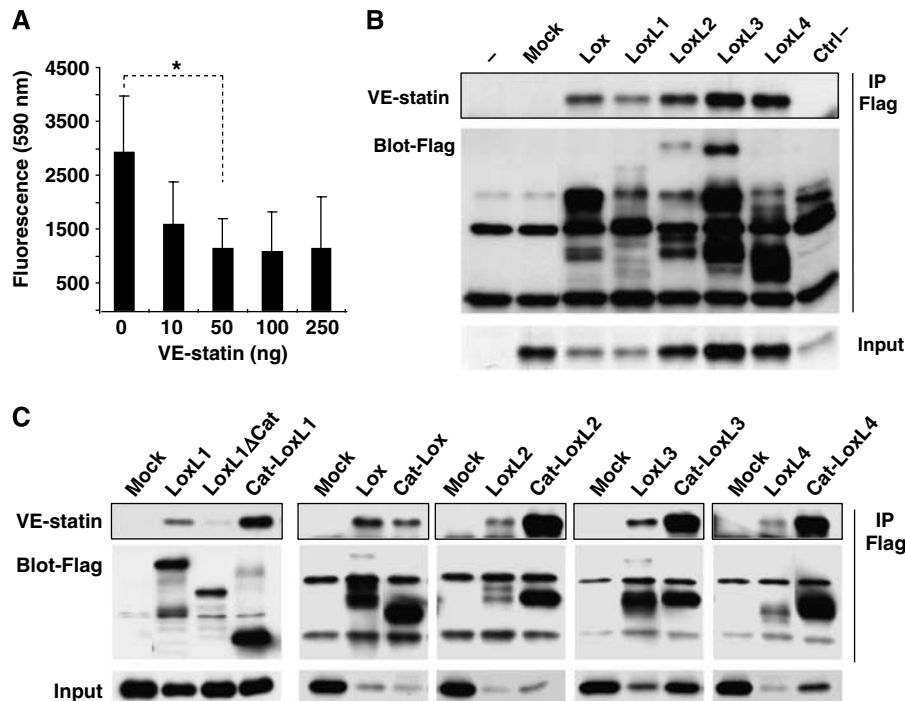 A
Fluorescence (590 nm)
4500
3500
2500
1500
500
*
0 10 50 100 250
VE-statin (ng)
B
– Mock Lox LoxL1 LoxL2 LoxL3 LoxL4 Ctrl–
VE-statin
Blot-Flag
IP
Flag
Input
C
Mock LoxL1 LoxL1ΔCat Cat-LoxL1 Mock Lox Cat-Lox Mock LoxL2 Cat-LoxL2 Mock LoxL3 Cat-LoxL3 Mock LoxL4 Cat-LoxL4
VE-statin
Blot-Flag
IP
Flag
Input